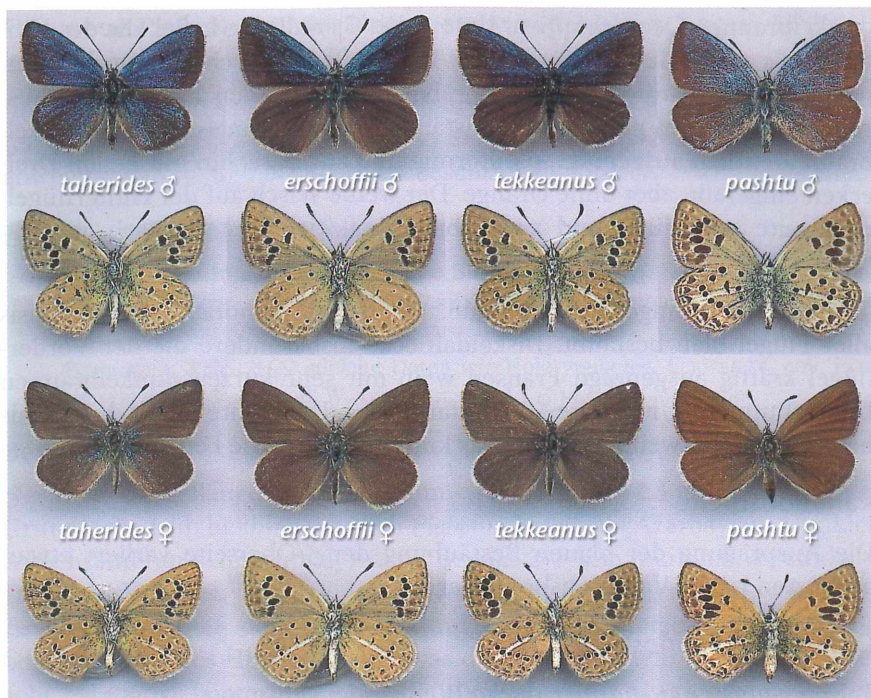 taherides ♂ erschoffii ♂ tekkeanus ♂ pashtu ♂
taherides ♀ erschoffii ♀ tekkeanus ♀ pashtu ♀